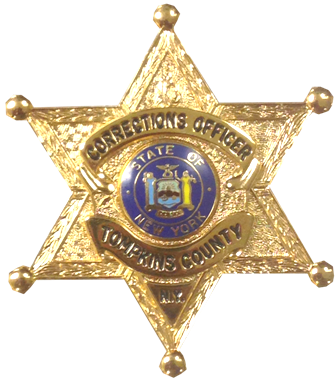 CORRECTIONS OFFICER
STATE OF
NEW YORK
TOMPKINS COUNTY
N.Y.